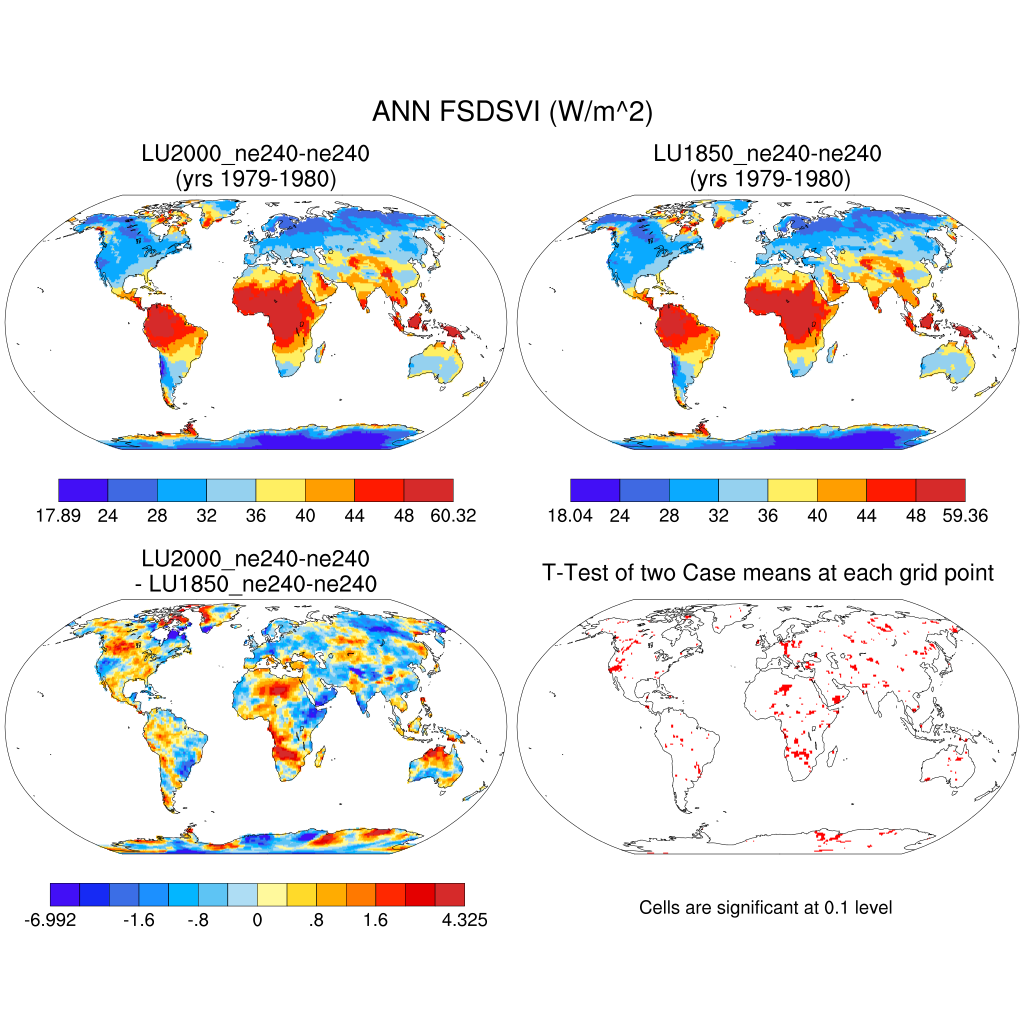 ANN FSDSVI (W/m^2)
LU2000_ne240-ne240
(yrs 1979-1980)
LU1850_ne240-ne240
(yrs 1979-1980)
17.89 24 28 32 36 40 44 48 60.32
18.04 24 28 32 36 40 44 48 59.36
LU2000_ne240-ne240
- LU1850_ne240-ne240
T-Test of two Case means at each grid point
-6.992 -1.6 -.8 0 .8 1.6 4.325
Cells are significant at 0.1 level